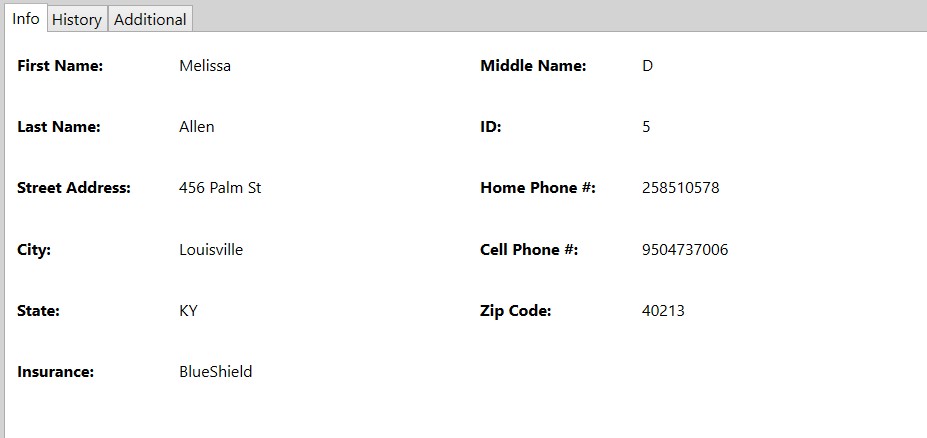 Info History Additional
First Name: Melissa Middle Name: D
Last Name: Allen ID: 5
Street Address: 456 Palm St Home Phone #: 258510578
City: Louisville Cell Phone #: 9504737006
State: KY Zip Code: 40213
Insurance: BlueShield